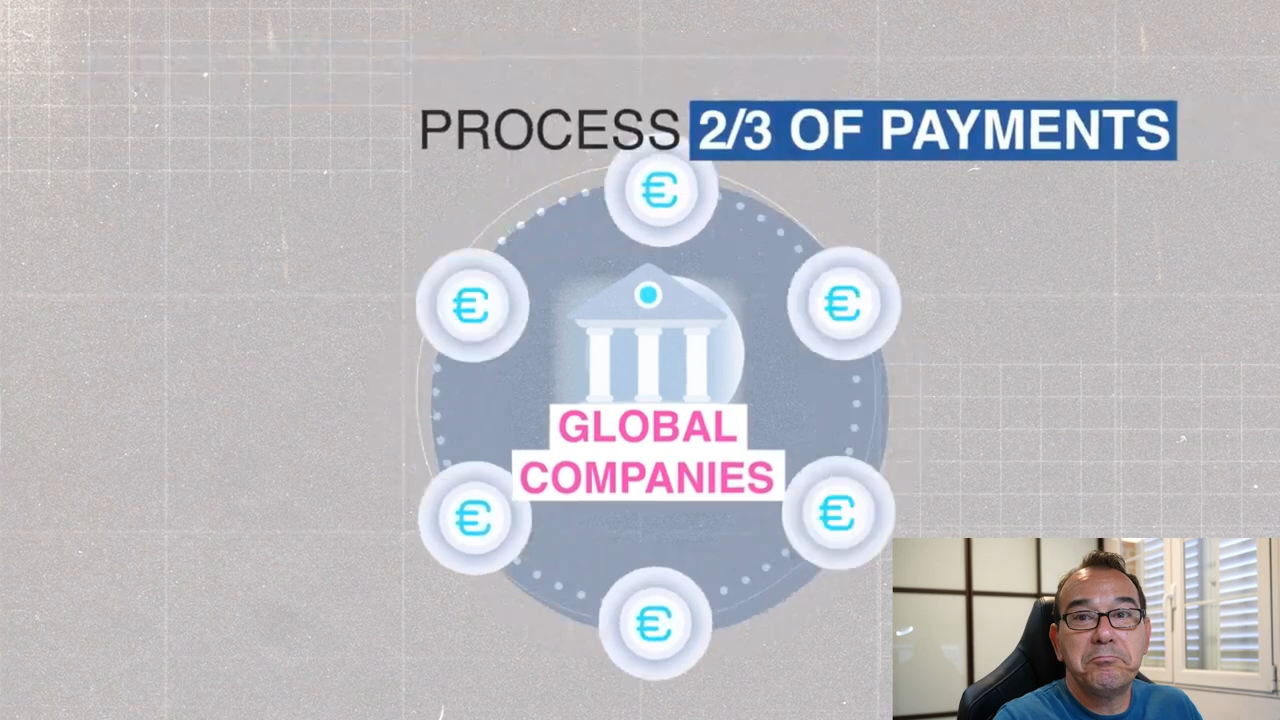 PROCESS 2/3 OF PAYMENTS
€
€
€
GLOBAL
COMPANIES
€
€
€